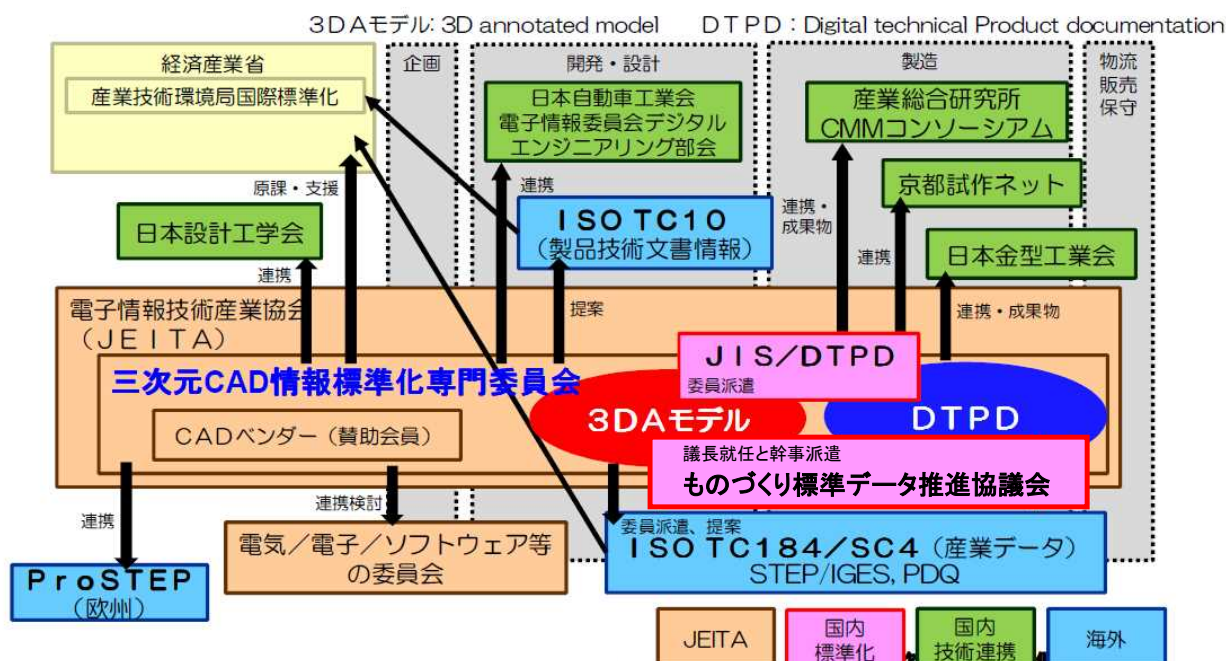 3DAモデル: 3D annotated model DTPD：Digital technical Product documentation
経済産業省
産業技術環境局国際標準化
企画
開発・設計
製造
物流
販売
保守
日本自動車工業会
電子情報委員会デジタル
エンジニアリング部会
産業総合研究所
CMMコンソーシアム
原課・支援
連携
京都試作ネット
日本設計工学会
ISO TC10
（製品技術文書情報）
連携・
成果物
連携
日本金型工業会
連携
電子情報技術産業協会
（JEITA）
提案
連携・成果物
JIS/DTPD
委員派遣
三次元CAD情報標準化専門委員会
3DAモデル
DTPD
CADベンダー（賛助会員）
議長就任と幹事派遣
ものづくり標準データ推進協議会
連携
連携検討
委員派遣、提案
電気／電子／ソフトウェア等
の委員会
ISO TC184/SC4（産業データ）
STEP/IGES, PDQ
ProSTEP
（欧州）
JEITA
国内
標準化
国内
技術連携
海外